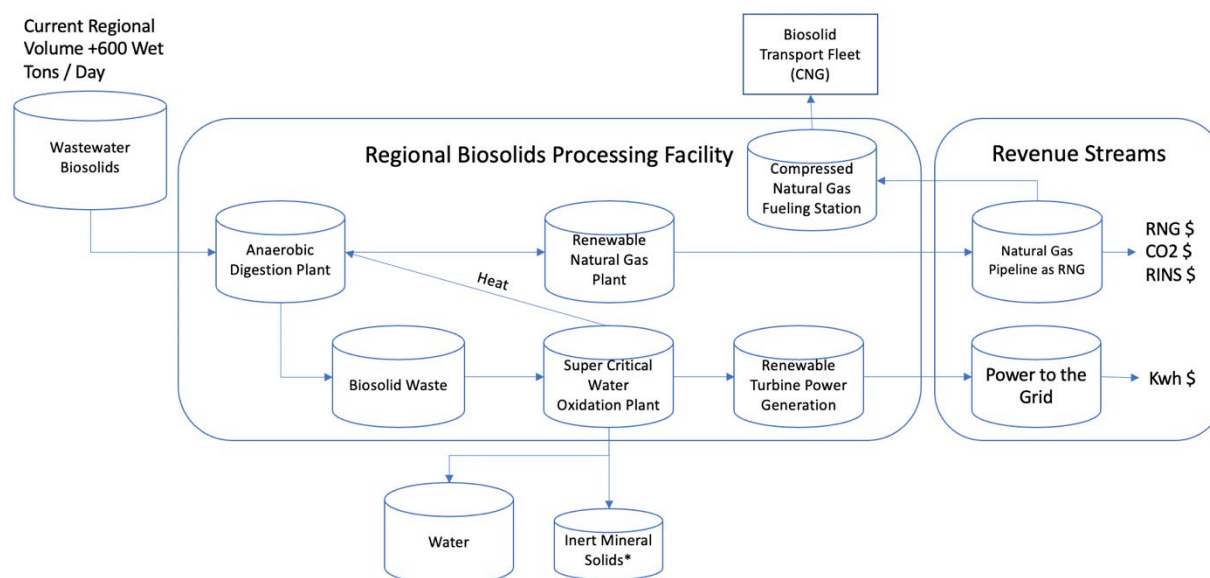 Current Regional
Volume +600 Wet
Tons / Day
Biosolid
Transport Fleet
(CNG)
Wastewater
Biosolids
Regional Biosolids Processing Facility
Compressed
Natural Gas
Fueling Station
Revenue Streams
Anaerobic
Digestion Plant
Renewable
Natural Gas
Plant
Natural Gas
Pipeline as RNG
RNG $
CO2 $
RINS $
Heat
Biosolid Waste
Super Critical
Water
Oxidation Plant
Renewable
Turbine Power
Generation
Power to the
Grid
Kwh $
Water
Inert Mineral
Solids*